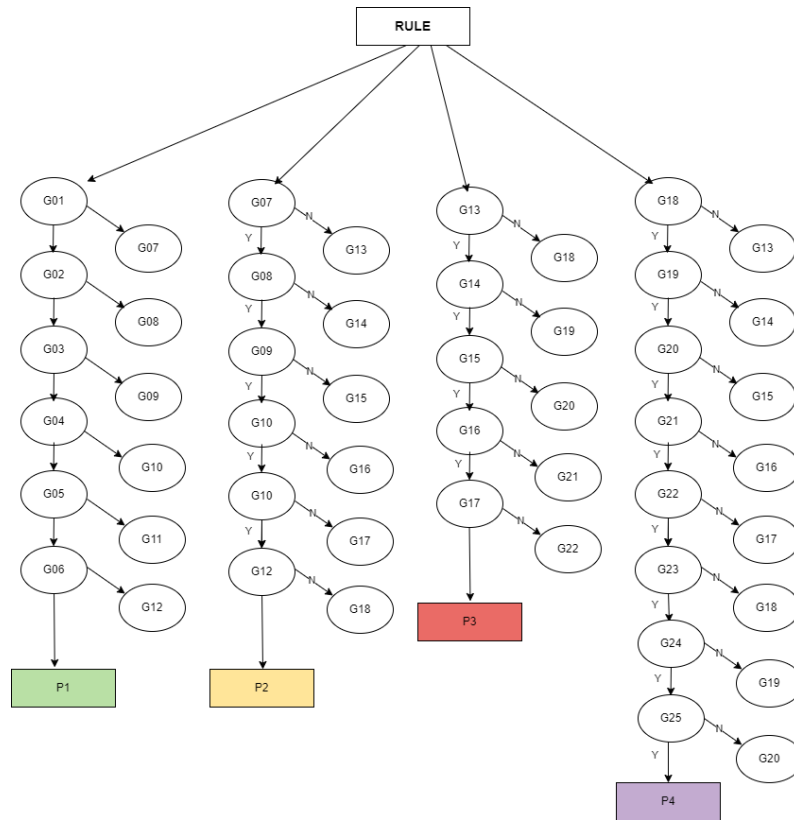 RULE
G01
G07
G13
G18
G07
N
G13
N
G18
N
G13
Y
Y
Y
G02
G08
G14
G19
G08
N
G14
N
G19
N
G14
Y
Y
Y
G03
G09
G15
G20
G09
N
G15
N
G20
N
G15
Y
Y
Y
G04
G10
G16
G21
G10
N
G16
N
G21
N
G16
Y
Y
Y
G05
G10
G17
G22
G11
N
G17
N
G22
N
G17
Y
Y
G06
G12
G23
G12
N
G18
N
G18
P3
Y
G24
N
G19
P1
P2
Y
G25
N
G20
Y
P4